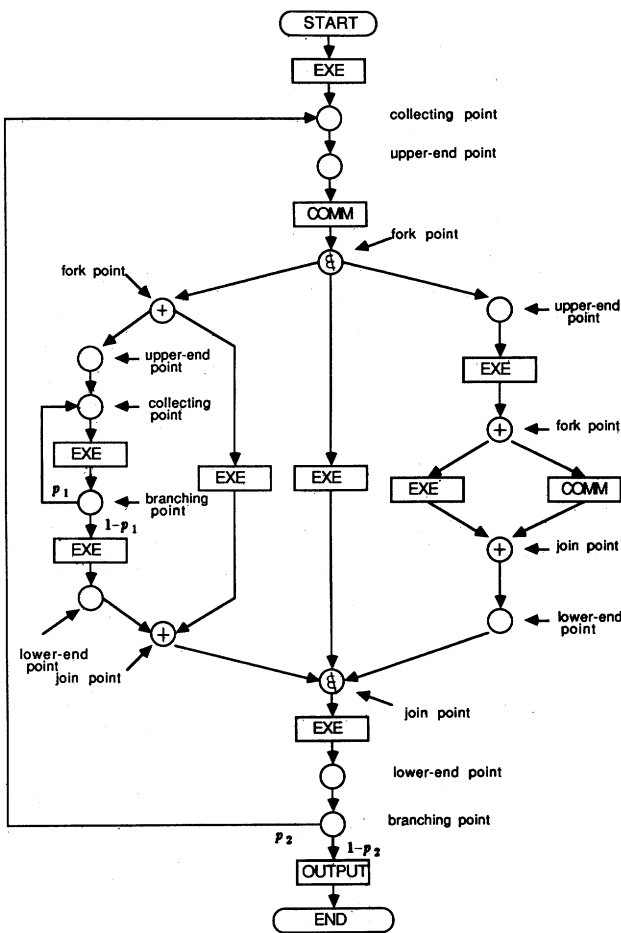 START
EXE
collecting point
upper-end point
COMM
fork point
&
fork point
+
upper-end
point
upper-end
point
EXE
collecting
point
+
fork point
EXE
EXE
EXE
EXE
COMM
p1
branching
point
1-p1
EXE
+
join point
lower-end
point
+
lower-end
point
join point
&
join point
EXE
lower-end point
branching point
p2
1-p2
OUTPUT
END